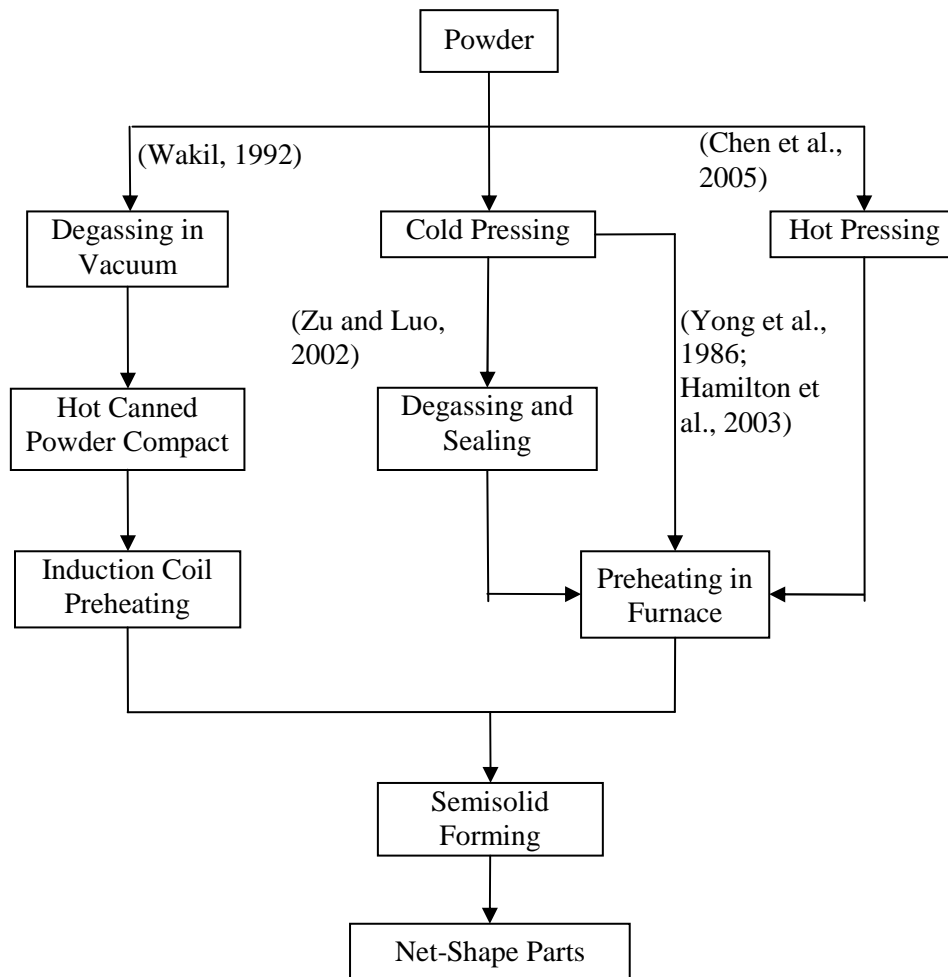 Powder
(Wakil, 1992)
(Chen et al.,
2005)
Degassing in
Vacuum
Cold Pressing
Hot Pressing
(Zu and Luo,
2002)
(Yong et al.,
1986;
Hamilton et
al., 2003)
Hot Canned
Powder Compact
Degassing and
Sealing
Induction Coil
Preheating
Preheating in
Furnace
Semisolid
Forming
Net-Shape Parts